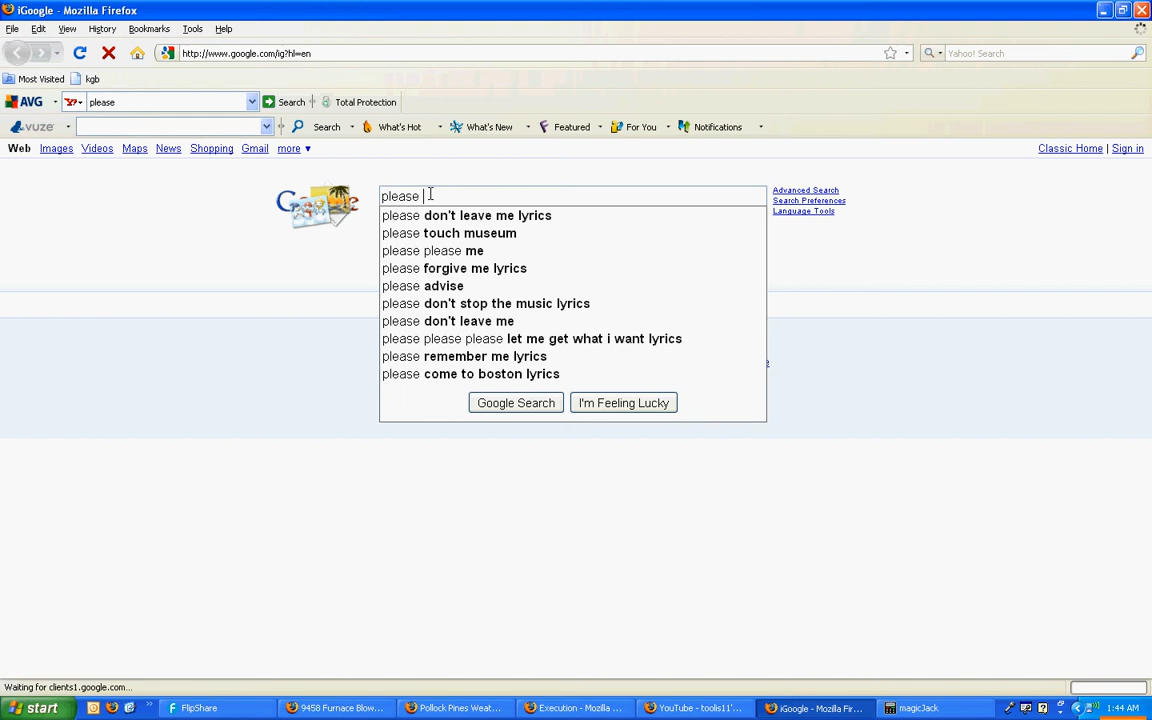 iGoogle - Mozilla Firefox
File Edit View History Bookmarks Tools Help
http://www.google.com/ig?hl=en
Yahoo! Search
Most Visited kgb
AVG please Search Total Protection
vuze Search What's Hot What's New Featured For You Notifications
Web Images Videos Maps News Shopping Gmail more ▼ Classic Home | Sign in
please
Advanced Search
Search Preferences
Language Tools
please don't leave me lyrics
please touch museum
please please me
please forgive me lyrics
please advise
please don't stop the music lyrics
please don't leave me
please please please let me get what i want lyrics
please remember me lyrics
please come to boston lyrics
Google Search I'm Feeling Lucky
Waiting for clients1.google.com...
start FlipShare 9458 Furnace Blow... Pollock Pines Weat... Execution - Mozilla ... YouTube - toolis11'... iGoogle - Mozilla Fir... magicJack 1:44 AM